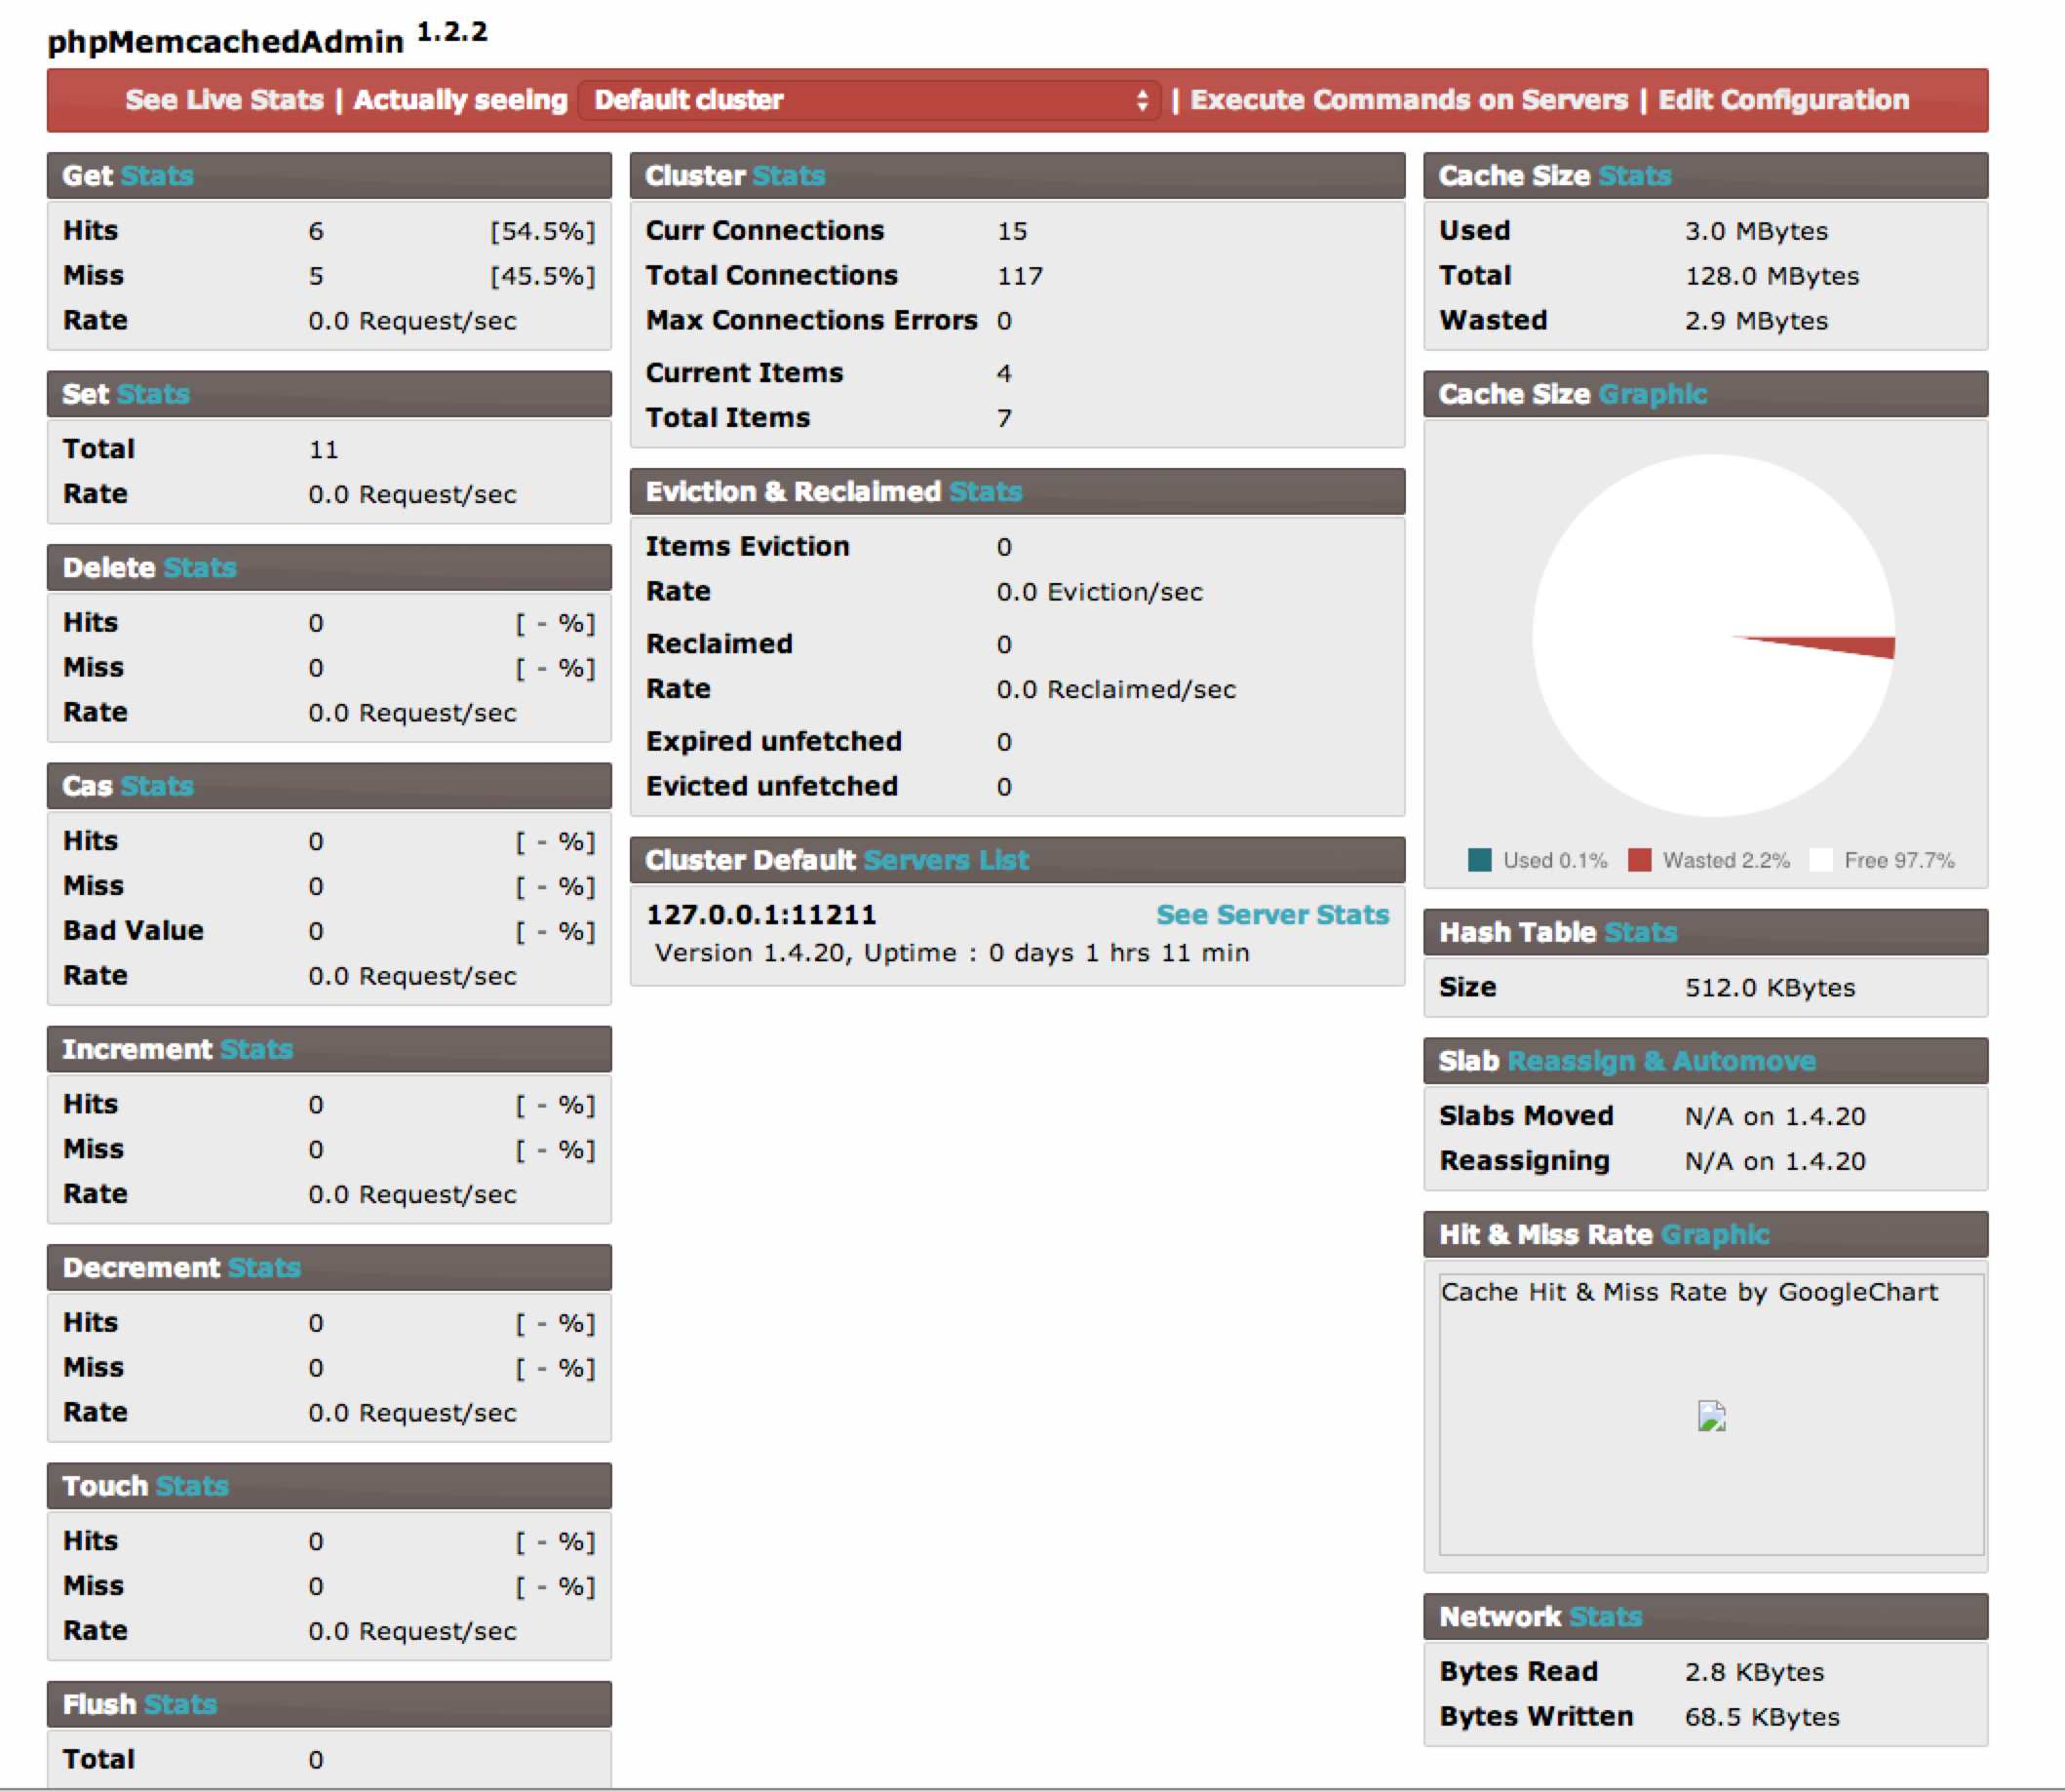 phpMemcachedAdmin 1.2.2
See Live Stats | Actually seeing Default cluster | Execute Commands on Servers | Edit Configuration
Get Stats
Hits 6 [54.5%]
Miss 5 [45.5%]
Rate 0.0 Request/sec
Set Stats
Total 11
Rate 0.0 Request/sec
Delete Stats
Hits 0 [ - %]
Miss 0 [ - %]
Rate 0.0 Request/sec
Cas Stats
Hits 0 [ - %]
Miss 0 [ - %]
Bad Value 0 [ - %]
Rate 0.0 Request/sec
Increment Stats
Hits 0 [ - %]
Miss 0 [ - %]
Rate 0.0 Request/sec
Decrement Stats
Hits 0 [ - %]
Miss 0 [ - %]
Rate 0.0 Request/sec
Touch Stats
Hits 0 [ - %]
Miss 0 [ - %]
Rate 0.0 Request/sec
Flush Stats
Total 0
Cluster Stats
Curr Connections 15
Total Connections 117
Max Connections Errors 0
Current Items 4
Total Items 7
Eviction & Reclaimed Stats
Items Eviction 0
Rate 0.0 Eviction/sec
Reclaimed 0
Rate 0.0 Reclaimed/sec
Expired unfetched 0
Evicted unfetched 0
Cluster Default Servers List
127.0.0.1:11211 See Server Stats
Version 1.4.20, Uptime : 0 days 1 hrs 11 min
Cache Size Stats
Used 3.0 MBytes
Total 128.0 MBytes
Wasted 2.9 MBytes
Cache Size Graphic
Used 0.1% Wasted 2.2% Free 97.7%
Hash Table Stats
Size 512.0 KBytes
Slab Reassign & Automove
Slabs Moved N/A on 1.4.20
Reassigning N/A on 1.4.20
Hit & Miss Rate Graphic
Cache Hit & Miss Rate by GoogleChart
Network Stats
Bytes Read 2.8 KBytes
Bytes Written 68.5 KBytes